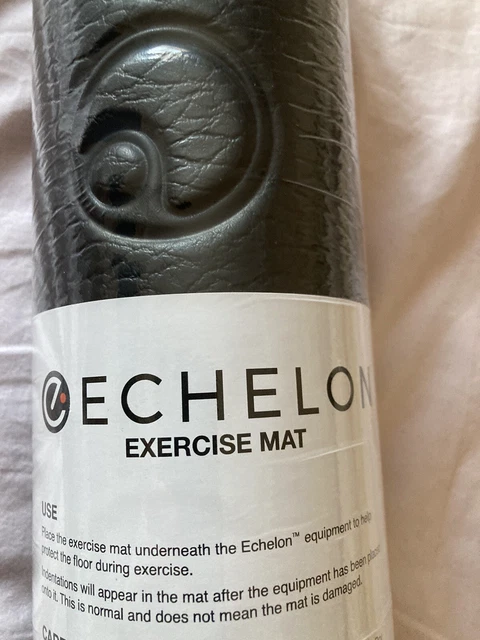 e ECHELON
EXERCISE MAT
USE
Place the exercise mat underneath the Echelon™ equipment to help
protect the floor during exercise.
Indentations will appear in the mat after the equipment has been placed
onto it. This is normal and does not mean the mat is damaged.